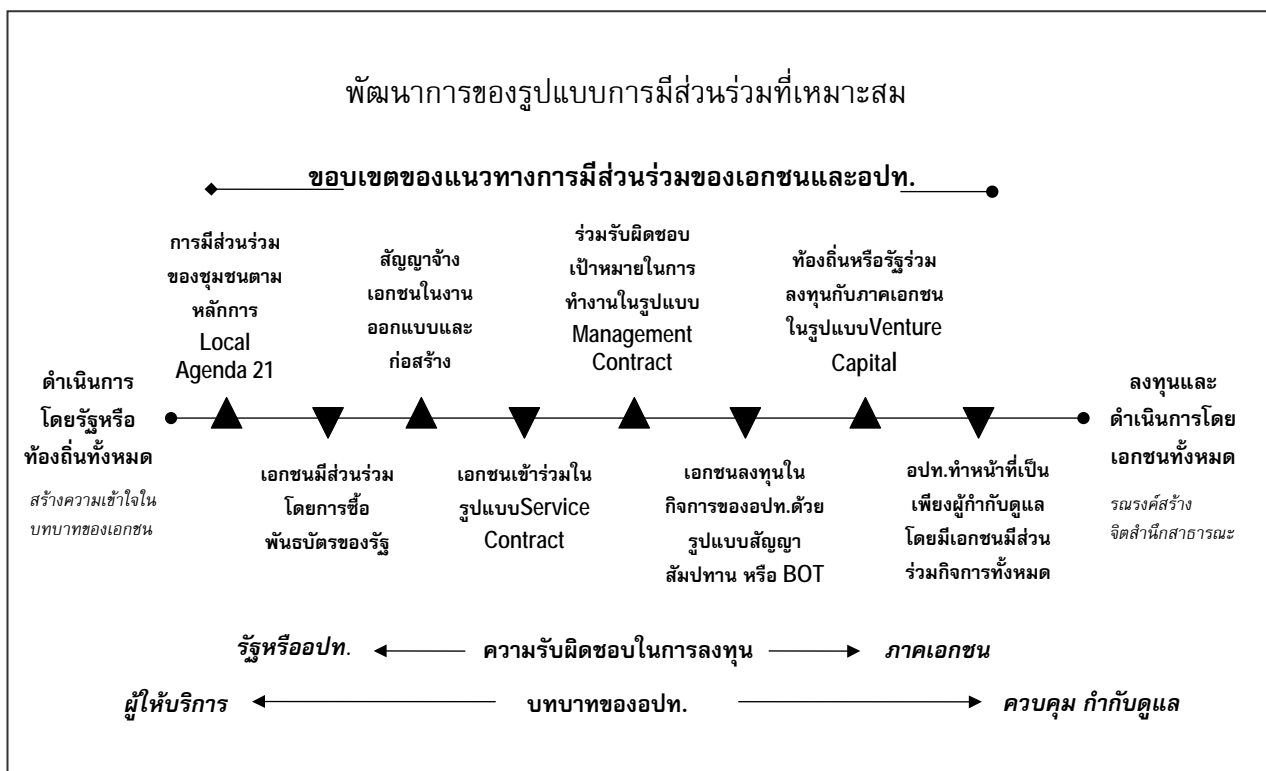 พัฒนาการของรูปแบบการมีส่วนร่วมที่เหมาะสม
ขอบเขตของแนวทางการมีส่วนร่วมของเอกชนและอปท.
การมีส่วนร่วม
ของชุมชนตาม
หลักการ
Local
Agenda 21
สัญญาจ้าง
เอกชนในงาน
ออกแบบและ
ก่อสร้าง
ร่วมรับผิดชอบ
เป้าหมายในการ
ทำงานในรูปแบบ
Management
Contract
ท้องถิ่นหรือรัฐร่วม
ลงทุนกับภาคเอกชน
ในรูปแบบVenture
Capital
ดำเนินการ
โดยรัฐหรือ
ท้องถิ่นทั้งหมด
สร้างความเข้าใจใน
บทบาทของเอกชน
ลงทุนและ
ดำเนินการโดย
เอกชนทั้งหมด
รณรงค์สร้าง
จิตสำนึกสาธารณะ
เอกชนมีส่วนร่วม
โดยการซื้อ
พันธบัตรของรัฐ
เอกชนเข้าร่วมใน
รูปแบบService
Contract
เอกชนลงทุนใน
กิจการของอปท.ด้วย
รูปแบบสัญญา
สัมปทาน หรือ BOT
อปท.ทำหน้าที่เป็น
เพียงผู้กำกับดูแล
โดยมีเอกชนมีส่วน
ร่วมกิจการทั้งหมด
รัฐหรืออปท. ความรับผิดชอบในการลงทุน ภาคเอกชน
ผู้ให้บริการ บทบาทของอปท. ควบคุม กำกับดูแล